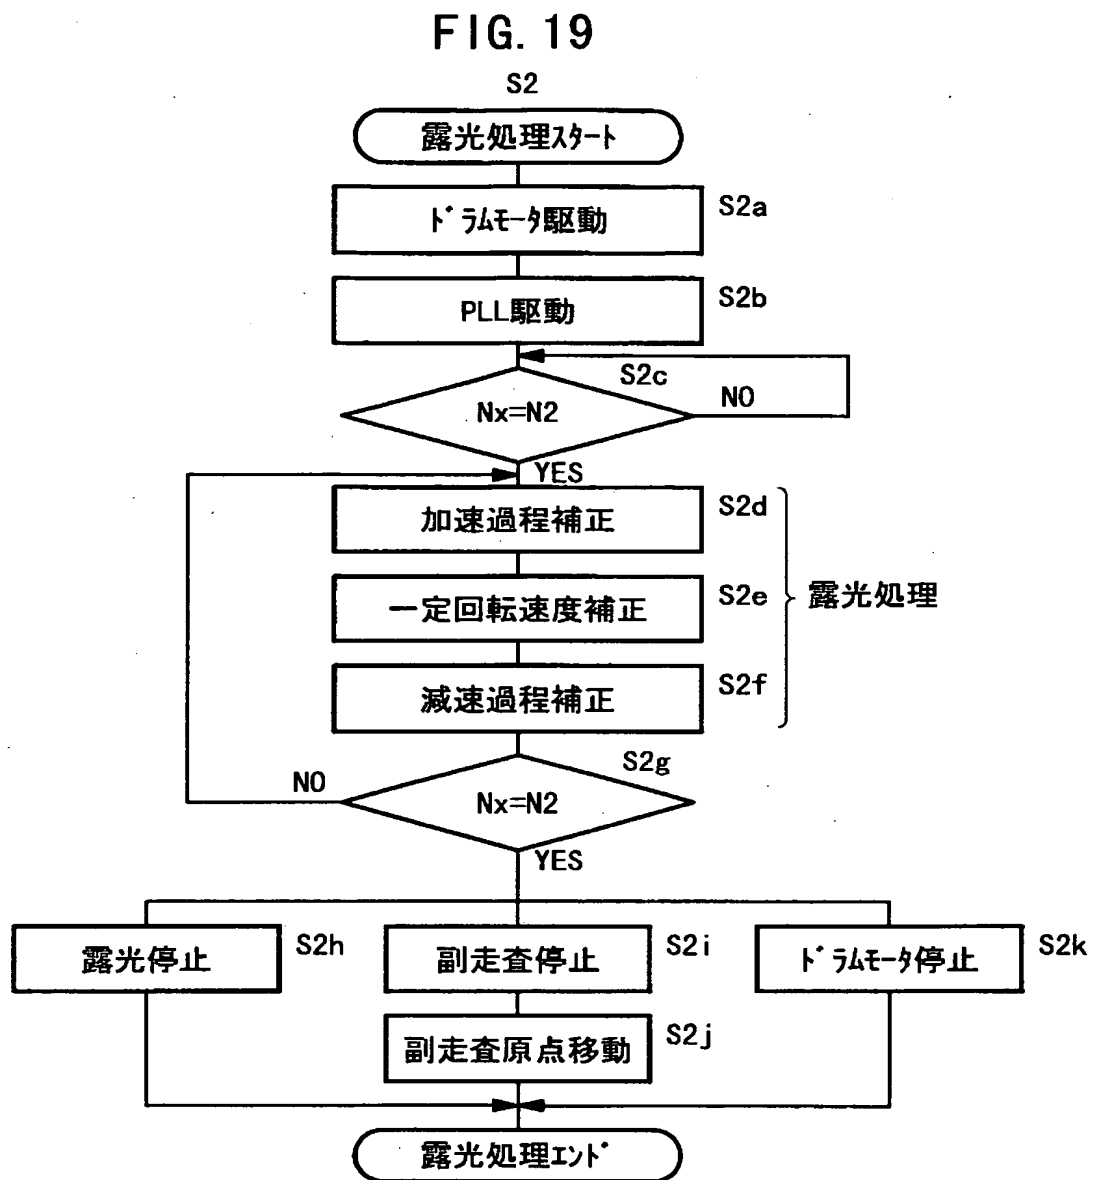 FIG. 19
S2
露光処理ｽﾀｰﾄ
ﾄﾞﾗﾑﾓｰﾀ駆動
S2a
PLL駆動
S2b
S2c
Nx=N2
NO
YES
加速過程補正
S2d
一定回転速度補正
S2e
露光処理
減速過程補正
S2f
S2g
NO
Nx=N2
YES
露光停止
S2h
副走査停止
S2i
ﾄﾞﾗﾑﾓｰﾀ停止
S2k
副走査原点移動
S2j
露光処理ｴﾝﾄﾞ